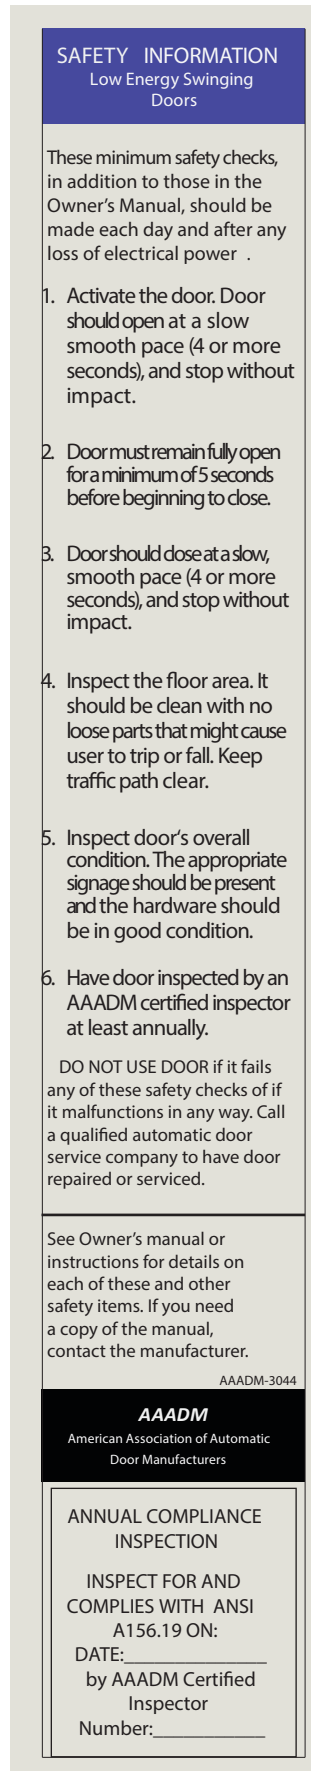 SAFETY INFORMATION
Low Energy Swinging
Doors
These minimum safety checks,
in addition to those in the
Owner's Manual, should be
made each day and after any
loss of electrical power .
1. Activate the door. Door
should open at a slow
smooth pace (4 or more
seconds), and stop without
impact.
2. Door must remain fully open
for a minimum of 5 seconds
before beginning to close.
3. Door should close at a slow,
smooth pace (4 or more
seconds), and stop without
impact.
4. Inspect the floor area. It
should be clean with no
loose parts that might cause
user to trip or fall. Keep
traffic path clear.
5. Inspect door‘s overall
condition. The appropriate
signage should be present
and the hardware should
be in good condition.
6. Have door inspected by an
AAADM certified inspector
at least annually.
DO NOT USE DOOR if it fails
any of these safety checks of if
it malfunctions in any way. Call
a qualified automatic door
service company to have door
repaired or serviced.
See Owner's manual or
instructions for details on
each of these and other
safety items. If you need
a copy of the manual,
contact the manufacturer.
AAADM-3044
AAADM
American Association of Automatic
Door Manufacturers
ANNUAL COMPLIANCE
INSPECTION
INSPECT FOR AND
COMPLIES WITH ANSI
A156.19 ON:
DATE:______________
by AAADM Certified
Inspector
Number:___________